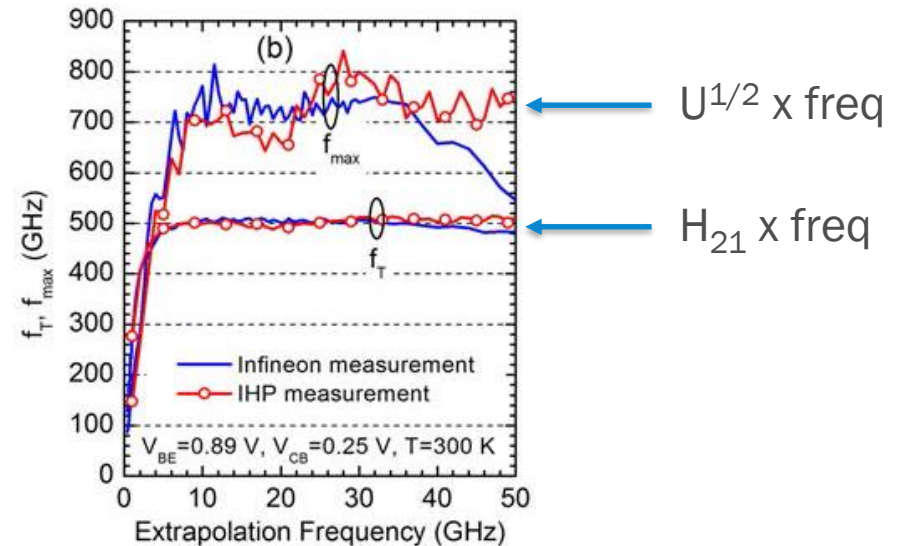 900
800
700
600
500
400
300
200
100
0
f_T, f_max (GHz)
(b)
f_max
f_T
Infineon measurement
IHP measurement
V_BE=0.89 V, V_CB=0.25 V, T=300 K
0 10 20 30 40 50
Extrapolation Frequency (GHz)
U^1/2 x freq
H_21 x freq